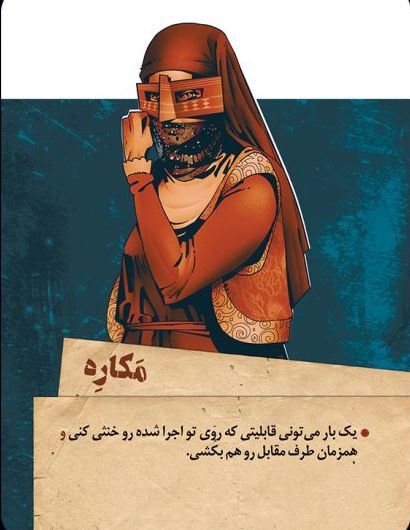 مَکارِه
یک بار می‌تونی قابلیتی که روی تو اجرا شده رو خنثی کنی و
همزمان طرف مقابل رو هم بکشی.